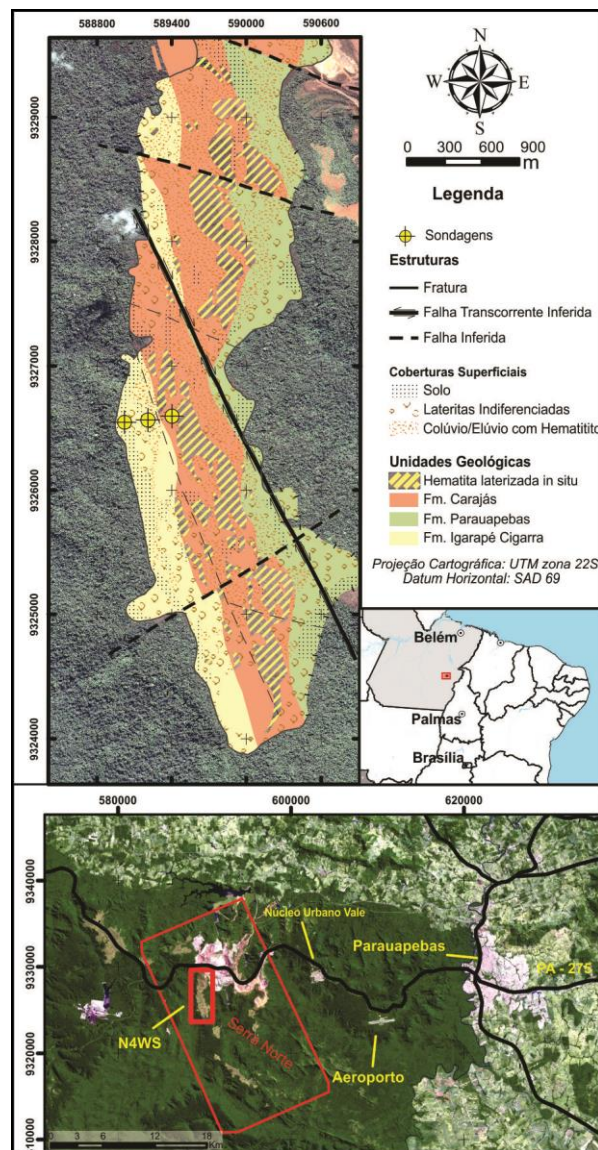 588800 589400 590000 590600
9329000
9328000
9327000
9326000
9325000
9324000
N
W E
S
0 300 600 900
m
Legenda
Sondagens
Estruturas
Fratura
Falha Transcorrente Inferida
Falha Inferida
Coberturas Superficiais
Solo
Lateritas Indiferenciadas
Colúvio/Elúvio com Hematitito
Unidades Geológicas
Hematita laterizada in situ
Fm. Carajás
Fm. Parauapebas
Fm. Igarapé Cigarra
Projeção Cartográfica: UTM zona 22S
Datum Horizontal: SAD 69
Belém
Palmas
Brasília
580000 600000 620000
9340000
9330000
9320000
9310000
Núcleo Urbano Vale
Parauapebas
PA - 275
N4WS
Serra Norte
Aeroporto
0 3 6 12 18
Km